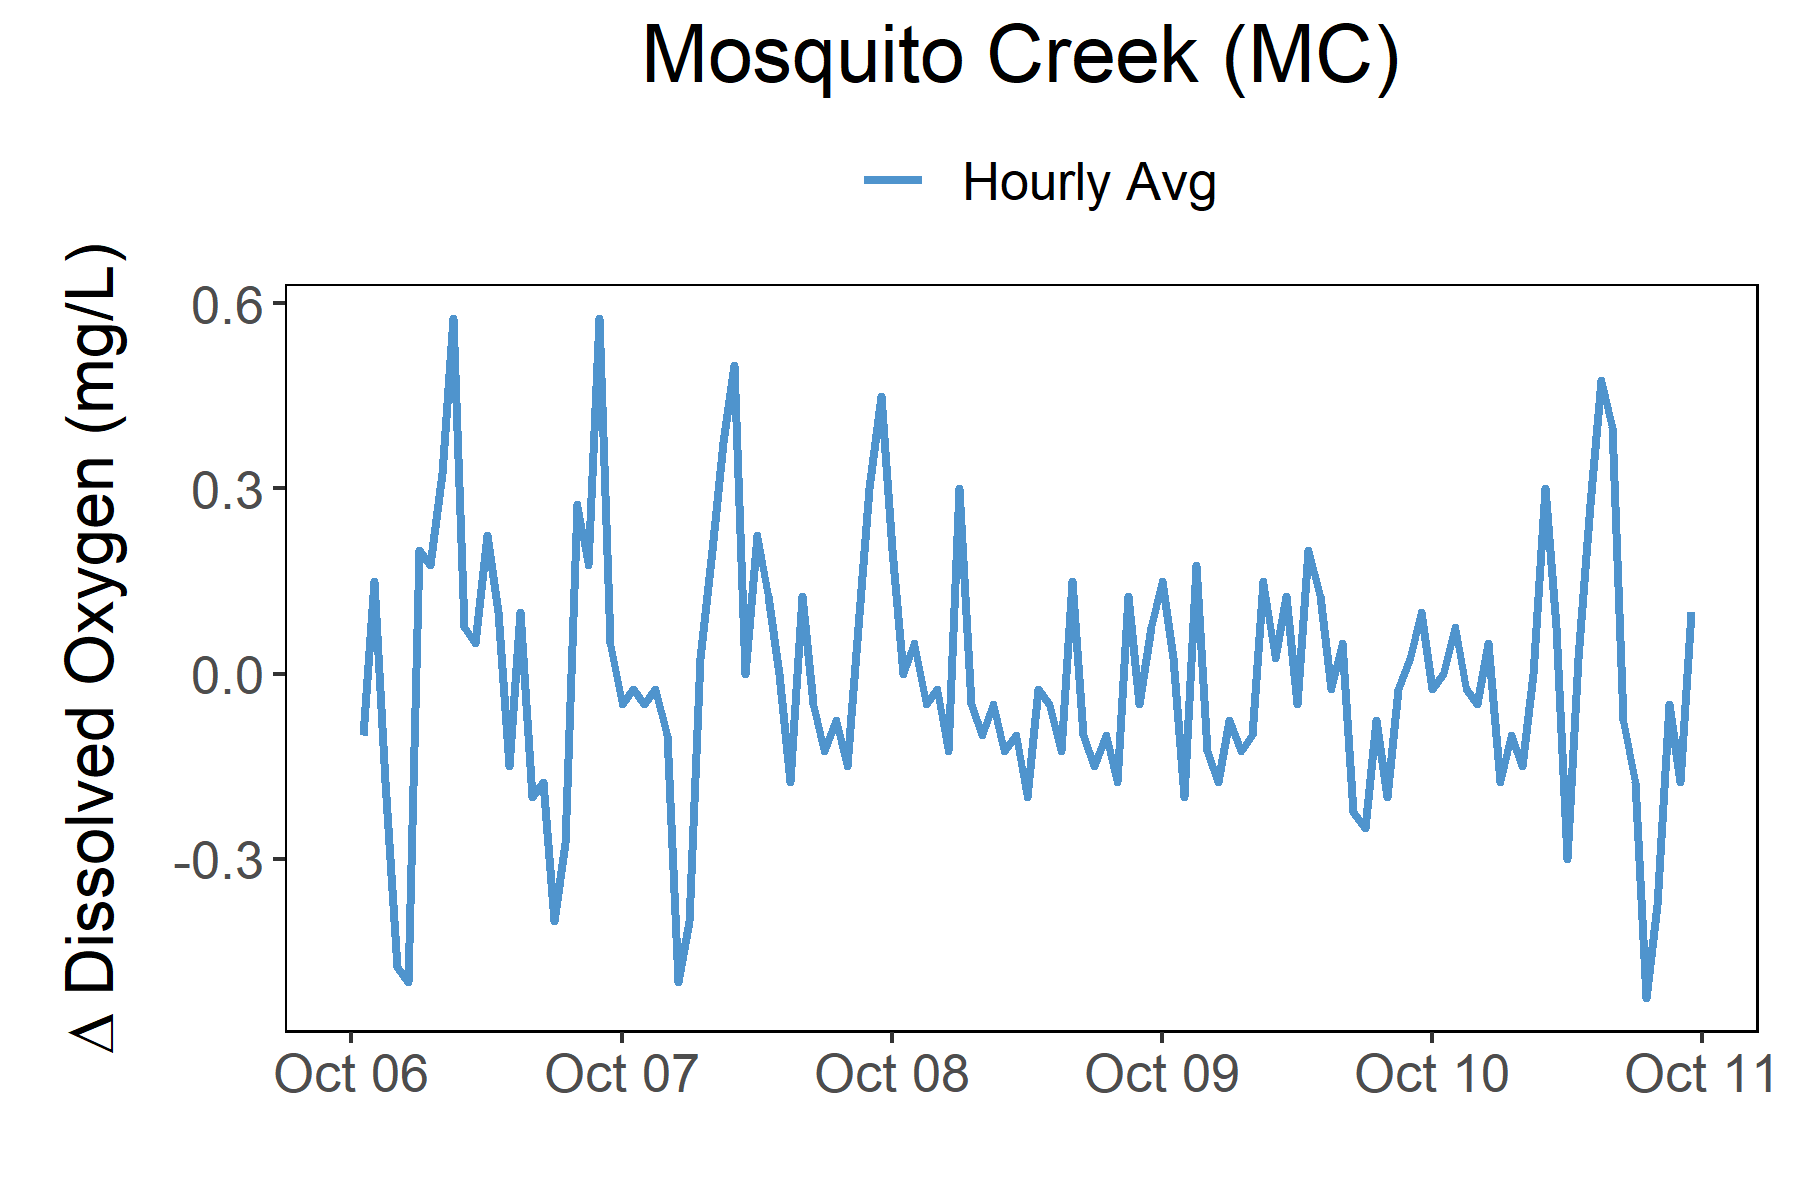 Mosquito Creek (MC)
Hourly Avg
Δ Dissolved Oxygen (mg/L)
0.6
0.3
0.0
-0.3
Oct 06 Oct 07 Oct 08 Oct 09 Oct 10 Oct 11